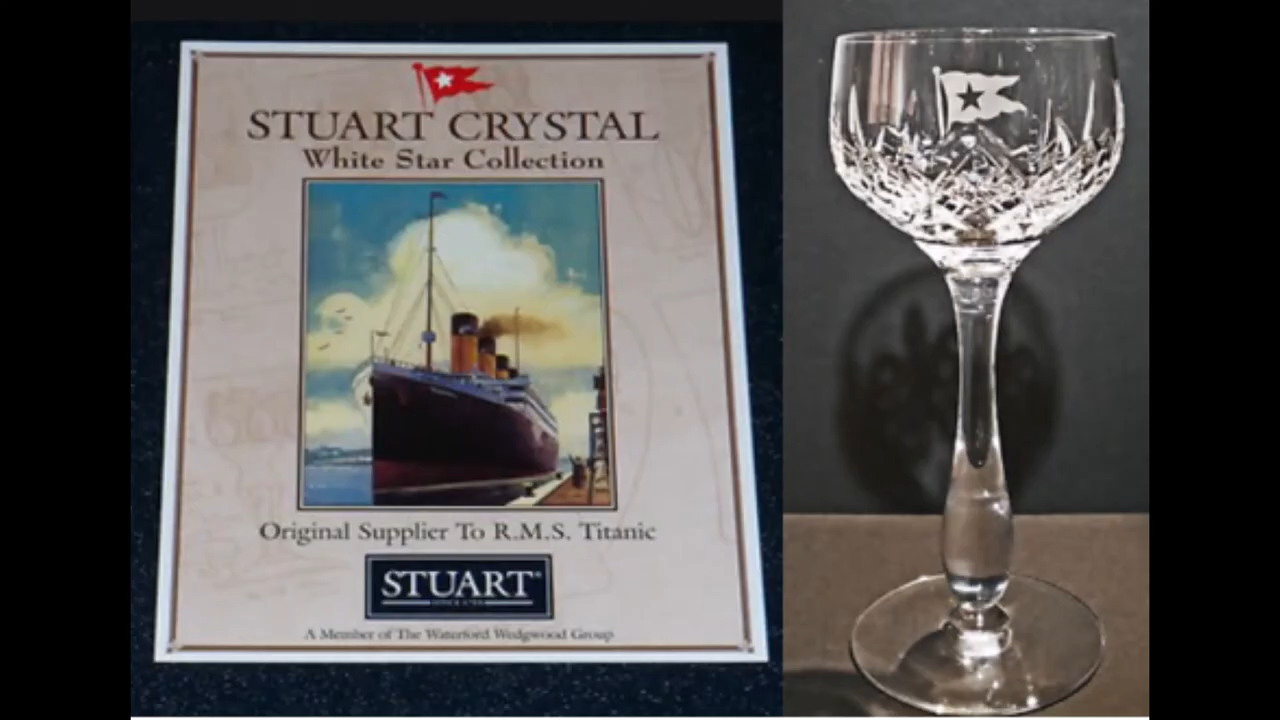 STUART CRYSTAL
White Star Collection
Original Supplier To R.M.S. Titanic
STUART®
A Member of The Waterford Wedgwood Group